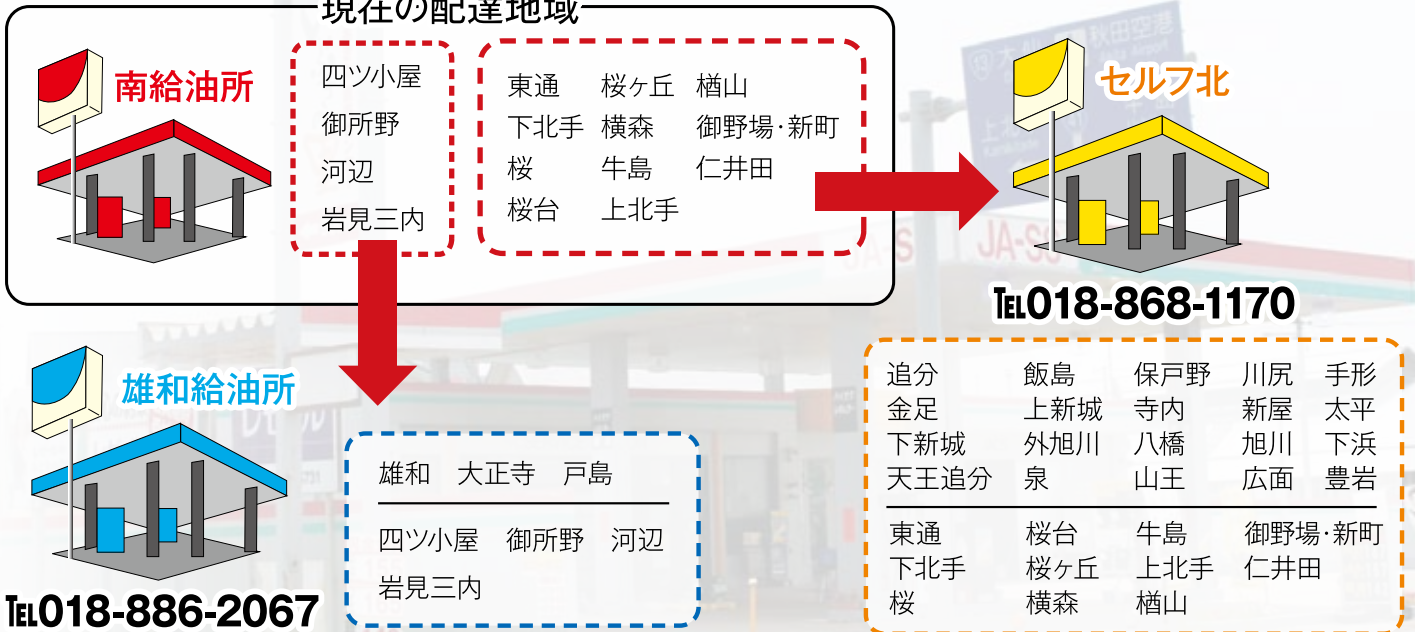 現在の配達地域
南給油所
四ツ小屋
御所野
河辺
岩見三内
東通 桜ヶ丘 楢山
下北手 横森 御野場・新町
桜 牛島 仁井田
桜台 上北手
セルフ北
TEL018-868-1170
追分 飯島 保戸野 川尻 手形
金足 上新城 寺内 新屋 太平
下新城 外旭川 八橋 旭川 下浜
天王追分 泉 山王 広面 豊岩
東通 桜台 牛島 御野場・新町
下北手 桜ヶ丘 上北手 仁井田
桜 横森 楢山
雄和給油所
TEL018-886-2067
雄和 大正寺 戸島
四ツ小屋 御所野 河辺
岩見三内
秋田空港
JA-SS
JA-SS